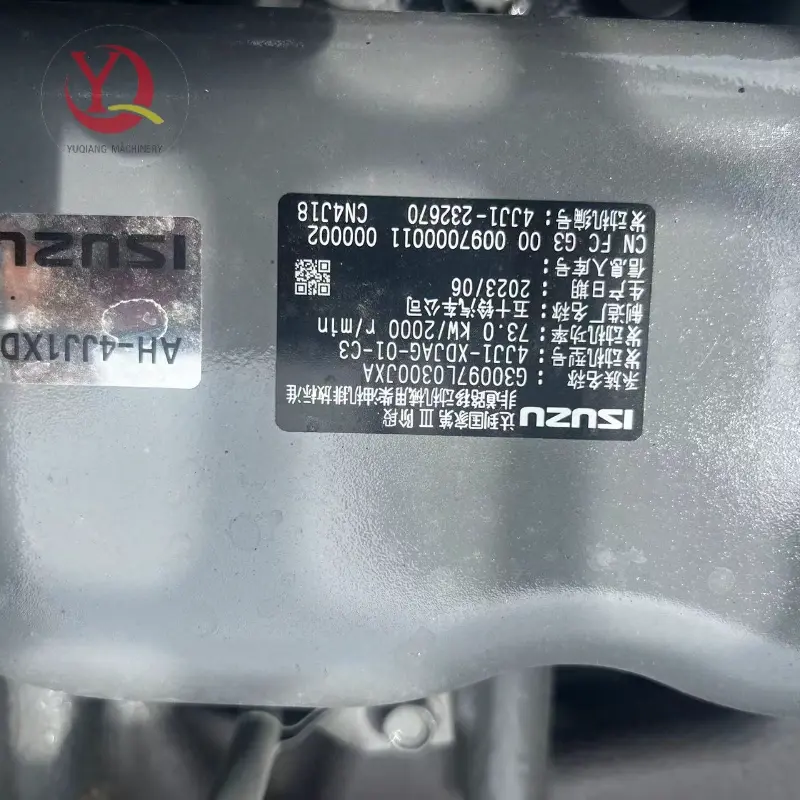 YUQIANG MACHINERY
ISUZU 达到国家第Ⅲ阶段
非道路移动机械用柴油机排放标准
系族名称: G30097L0300JXA
发动机型号: 4JJ1-XDJAG-01-C3
发动机功率: 73.0 kW/2000 r/min
制造厂名称: 五十铃汽车公司
生产日期: 2023/06
信息入库号:
CN FC G3 00 0097000011 000002
发动机编号: 4JJ1-232670 CN4J18
AH-4JJ1XD
ISUZU